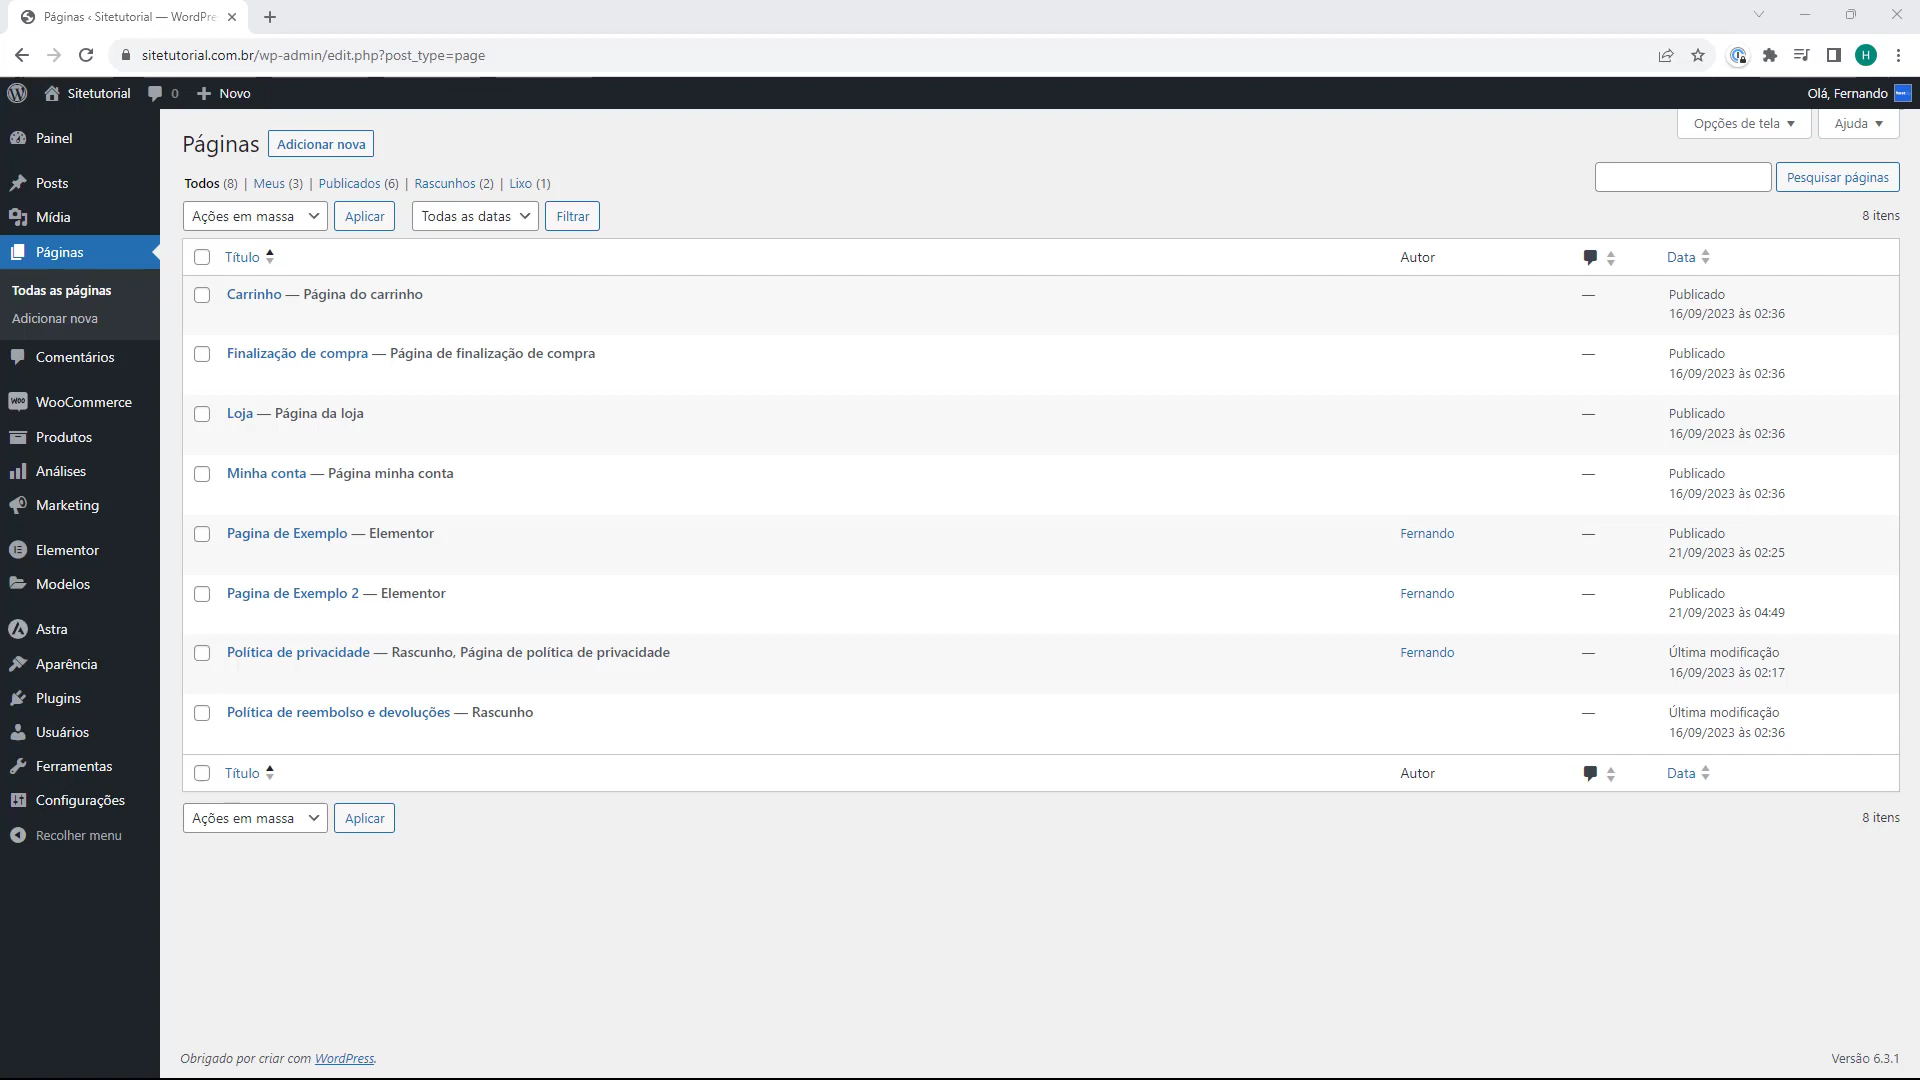 Páginas ‹ Sitetutorial — WordPre
sitetutorial.com.br/wp-admin/edit.php?post_type=page
H
Sitetutorial
0
Novo
Olá, Fernando
Painel
Posts
Mídia
Páginas
Todas as páginas
Adicionar nova
Comentários
WooCommerce
Produtos
Análises
Marketing
Elementor
Modelos
Astra
Aparência
Plugins
Usuários
Ferramentas
Configurações
Recolher menu
Opções de tela
Ajuda
Páginas
Adicionar nova
Todos (8) | Meus (3) | Publicados (6) | Rascunhos (2) | Lixo (1)
Pesquisar páginas
Ações em massa
Aplicar
Todas as datas
Filtrar
8 itens
Título
Autor
Data
Carrinho — Página do carrinho
—
Publicado
16/09/2023 às 02:36
Finalização de compra — Página de finalização de compra
—
Publicado
16/09/2023 às 02:36
Loja — Página da loja
—
Publicado
16/09/2023 às 02:36
Minha conta — Página minha conta
—
Publicado
16/09/2023 às 02:36
Pagina de Exemplo — Elementor
Fernando
—
Publicado
21/09/2023 às 02:25
Pagina de Exemplo 2 — Elementor
Fernando
—
Publicado
21/09/2023 às 04:49
Política de privacidade — Rascunho, Página de política de privacidade
Fernando
—
Última modificação
16/09/2023 às 02:17
Política de reembolso e devoluções — Rascunho
—
Última modificação
16/09/2023 às 02:36
Título
Autor
Data
Ações em massa
Aplicar
8 itens
Obrigado por criar com WordPress.
Versão 6.3.1